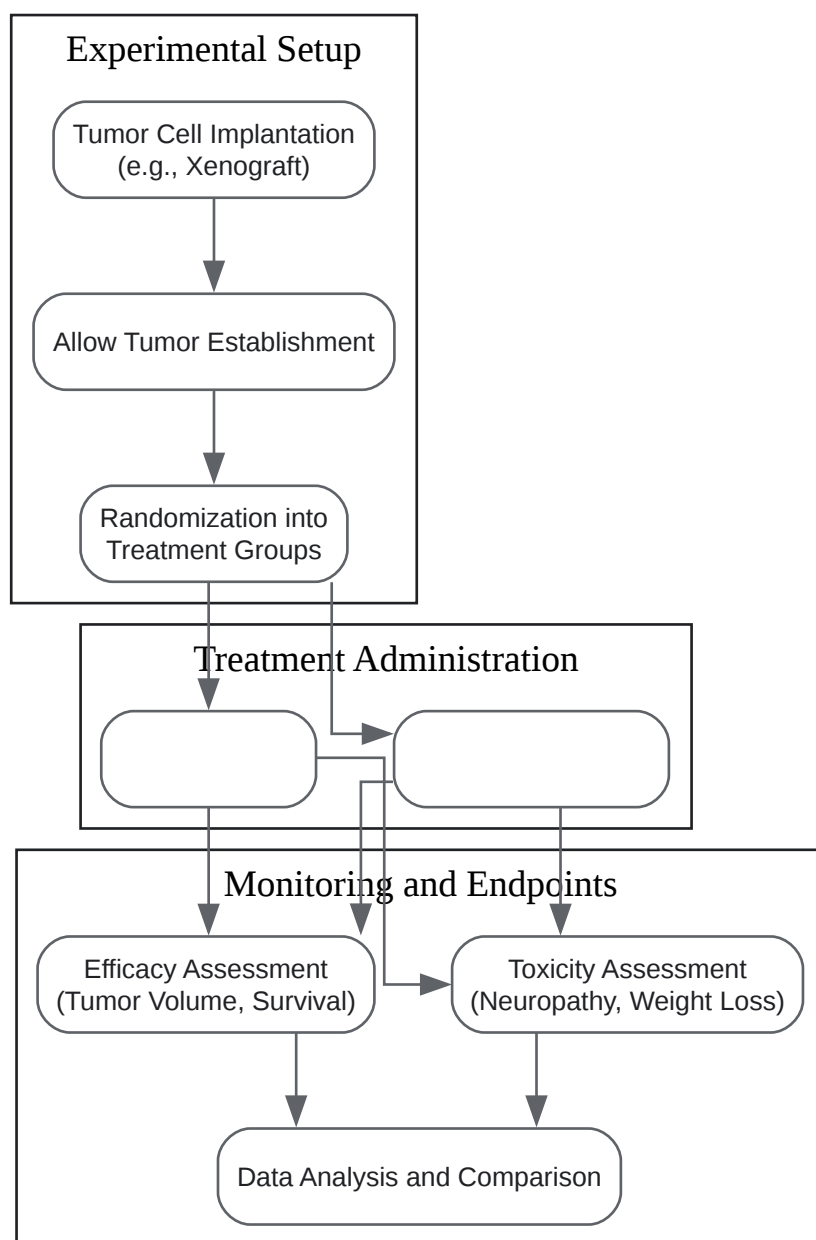 Experimental Setup
Tumor Cell Implantation
(e.g., Xenograft)
Allow Tumor Establishment
Randomization into
Treatment Groups
Treatment Administration
Monitoring and Endpoints
Efficacy Assessment
(Tumor Volume, Survival)
Toxicity Assessment
(Neuropathy, Weight Loss)
Data Analysis and Comparison